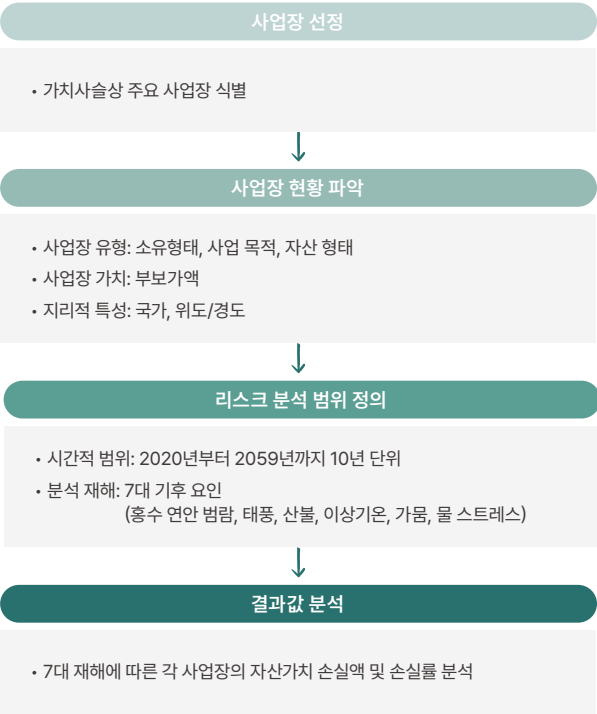 사업장 선정
• 가치사슬상 주요 사업장 식별
사업장 현황 파악
• 사업장 유형: 소유형태, 사업 목적, 자산 형태
• 사업장 가치: 부보가액
• 지리적 특성: 국가, 위도/경도
리스크 분석 범위 정의
• 시간적 범위: 2020년부터 2059년까지 10년 단위
• 분석 재해: 7대 기후 요인
(홍수 연안 범람, 태풍, 산불, 이상기온, 가뭄, 물 스트레스)
결과값 분석
• 7대 재해에 따른 각 사업장의 자산가치 손실액 및 손실률 분석